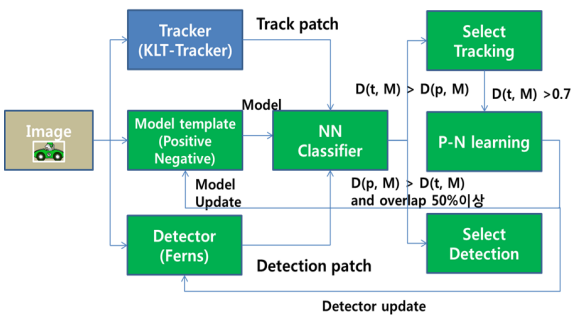 Tracker
(KLT-Tracker)
Track patch
Select
Tracking
D(t, M) > D(p, M)
D(t, M) >0.7
Image
Model template
(Positive
Negative)
Model
NN
Classifier
P-N learning
Model
Update
D(p, M) > D(t, M)
and overlap 50%이상
Detector
(Ferns)
Detection patch
Select
Detection
Detector update